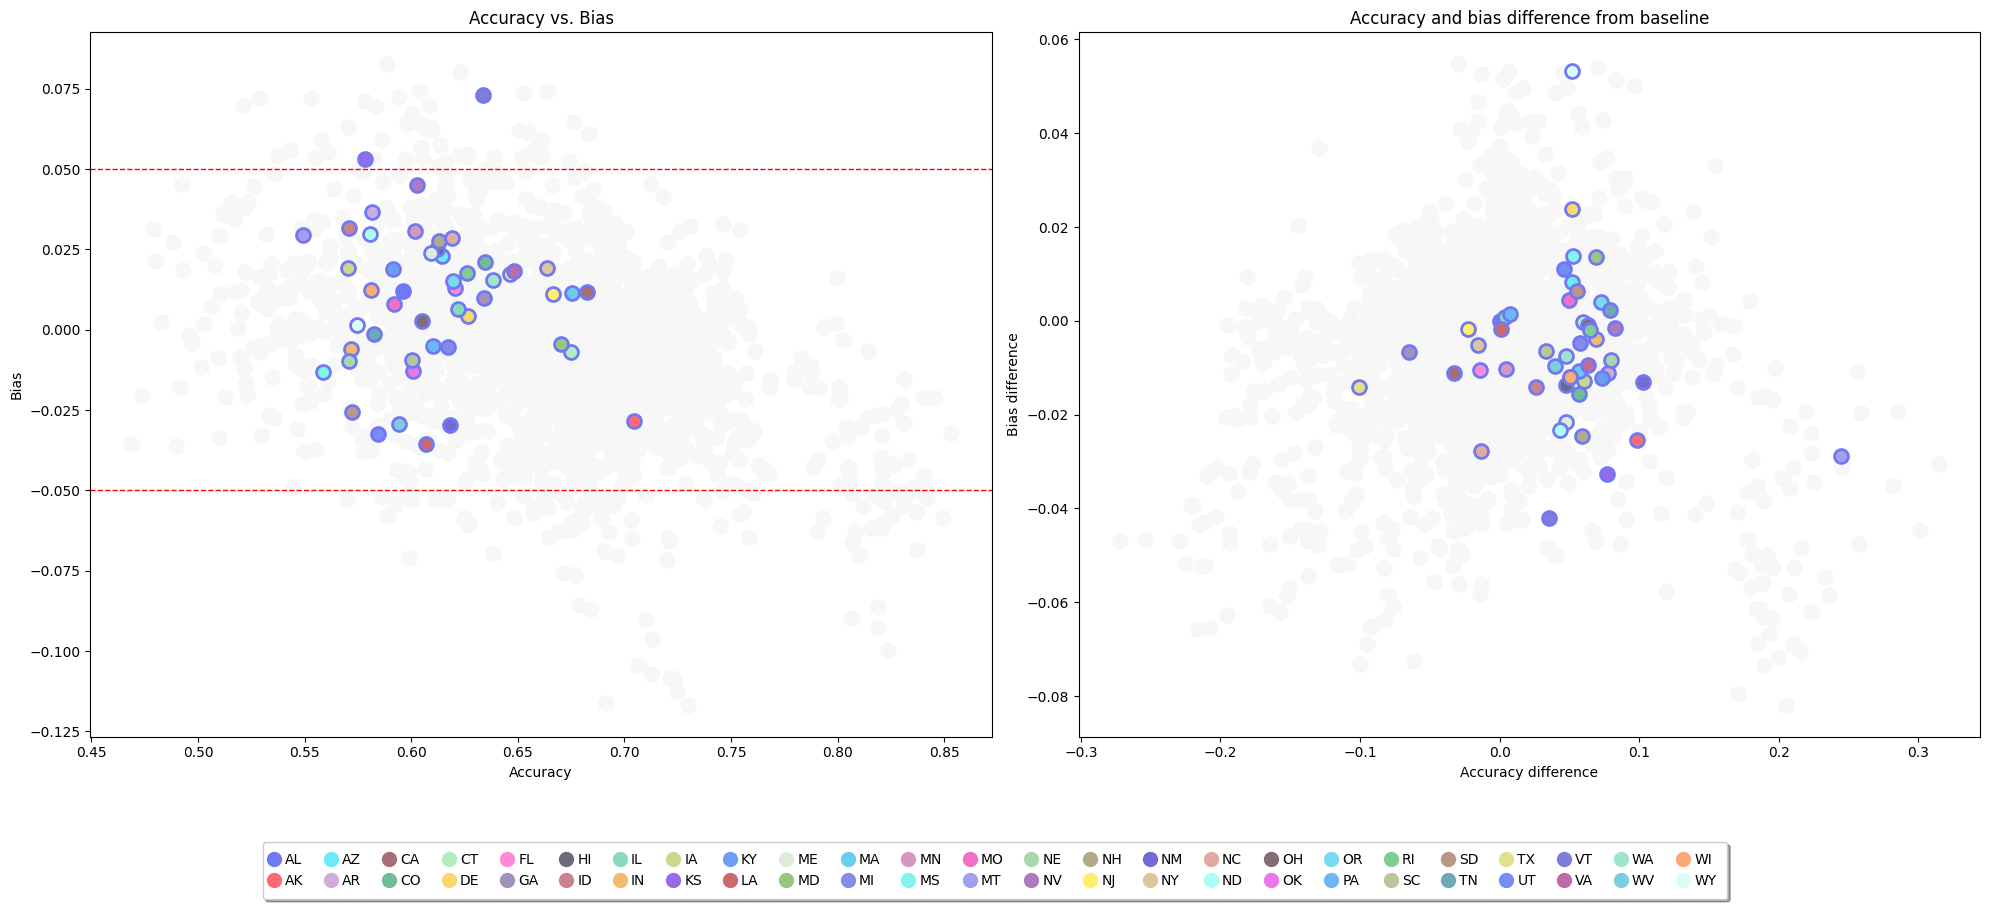 Accuracy vs. Bias
Accuracy and bias difference from baseline
0.075
0.050
0.025
0.000
−0.025
−0.050
−0.075
−0.100
−0.125
Bias
0.45 0.50 0.55 0.60 0.65 0.70 0.75 0.80 0.85
Accuracy
0.06
0.04
0.02
0.00
−0.02
−0.04
−0.06
−0.08
Bias difference
−0.3 −0.2 −0.1 0.0 0.1 0.2 0.3
Accuracy difference
AL AZ CA CT FL HI IL IA KY ME MA MN MO NE NH NM NC OH OR RI SD TX VT WA WI
AK AR CO DE GA ID IN KS LA MD MI MS MT NV NJ NY ND OK PA SC TN UT VA WV WY